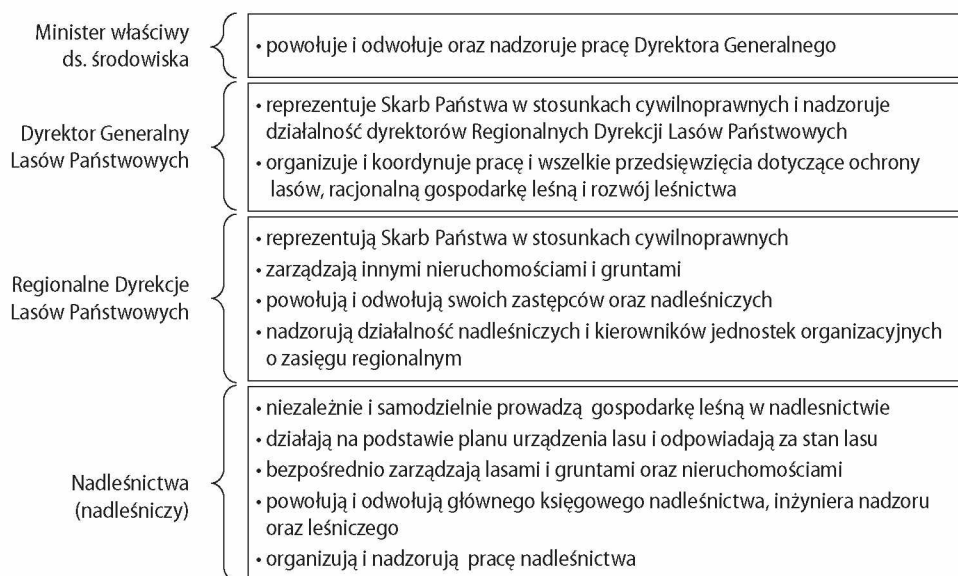 Minister właściwy
ds. środowiska
• powołuje i odwołuje oraz nadzoruje pracę Dyrektora Generalnego
Dyrektor Generalny
Lasów Państwowych
• reprezentuje Skarb Państwa w stosunkach cywilnoprawnych i nadzoruje
działalność dyrektorów Regionalnych Dyrekcji Lasów Państwowych
• organizuje i koordynuje pracę i wszelkie przedsięwzięcia dotyczące ochrony
lasów, racjonalną gospodarkę leśną i rozwój leśnictwa
Regionalne Dyrekcje
Lasów Państwowych
• reprezentują Skarb Państwa w stosunkach cywilnoprawnych
• zarządzają innymi nieruchomościami i gruntami
• powołują i odwołują swoich zastępców oraz nadleśniczych
• nadzorują działalność nadleśniczych i kierowników jednostek organizacyjnych
o zasięgu regionalnym
Nadleśnictwa
(nadleśniczy)
• niezależnie i samodzielnie prowadzą gospodarkę leśną w nadlesnictwie
• działają na podstawie planu urządzenia lasu i odpowiadają za stan lasu
• bezpośrednio zarządzają lasami i gruntami oraz nieruchomościami
• powołują i odwołują głównego księgowego nadleśnictwa, inżyniera nadzoru
oraz leśniczego
• organizują i nadzorują pracę nadleśnictwa